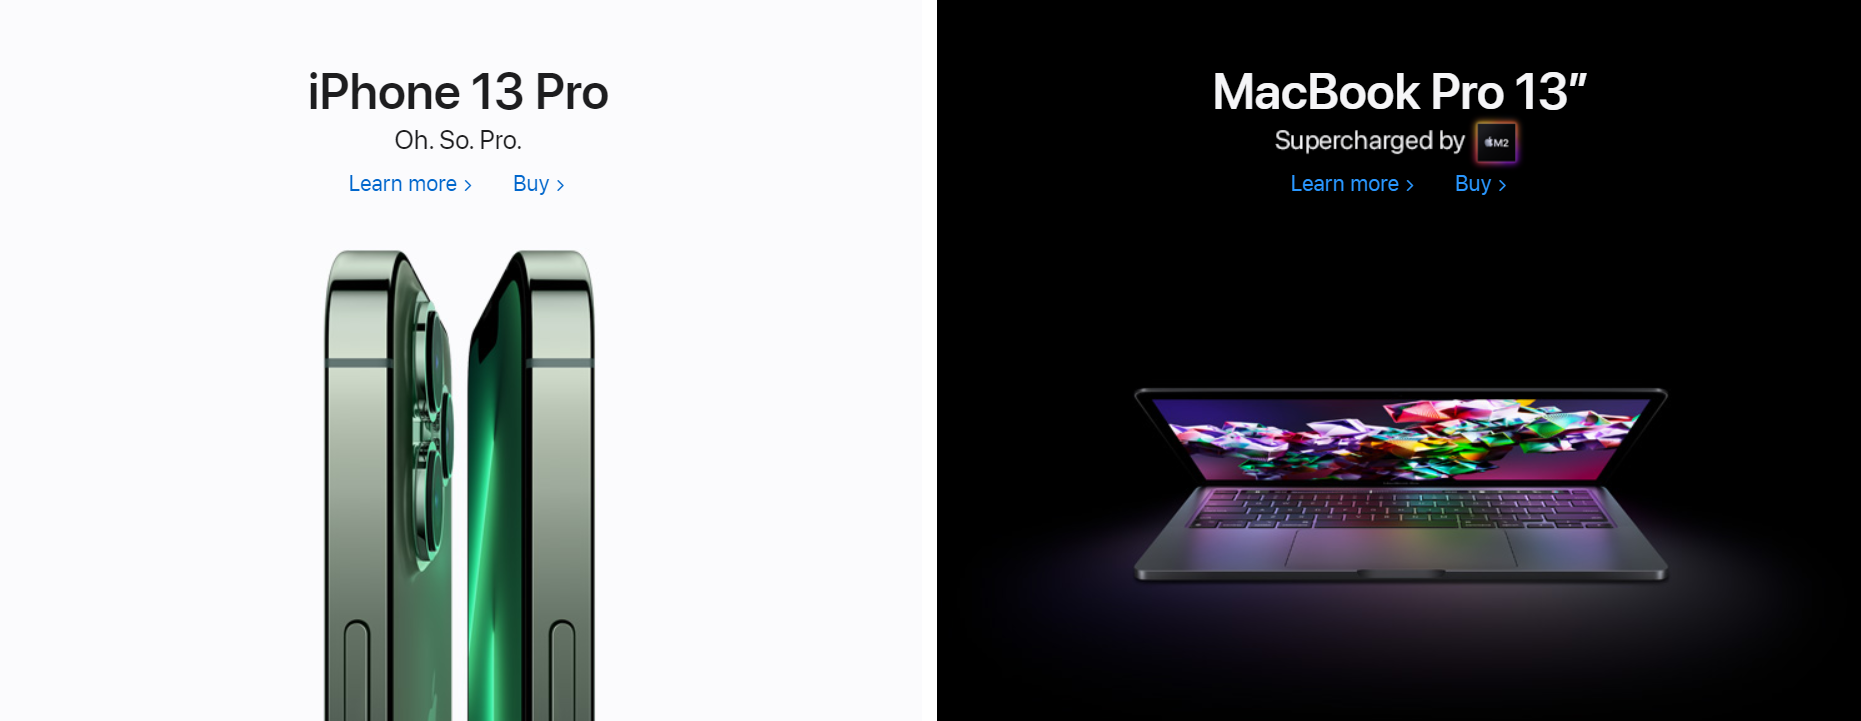 iPhone 13 Pro
Oh. So. Pro.
Learn more >
Buy >
MacBook Pro 13″
Supercharged by M2
Learn more >
Buy >